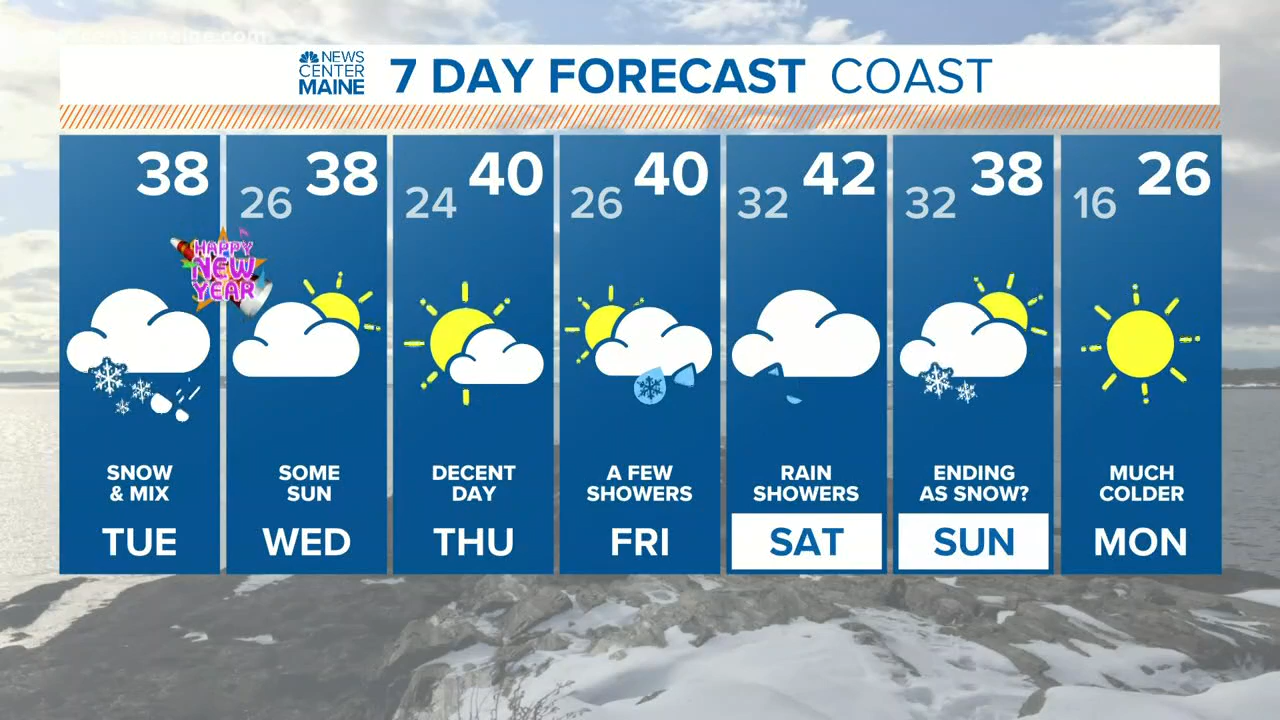 NEWS
CENTER
MAINE
7 DAY FORECAST COAST
38
26 38
24 40
26 40
32 42
32 38
16 26
HAPPY
NEW
YEAR
SNOW
& MIX
SOME
SUN
DECENT
DAY
A FEW
SHOWERS
RAIN
SHOWERS
ENDING
AS SNOW?
MUCH
COLDER
TUE
WED
THU
FRI
SAT
SUN
MON